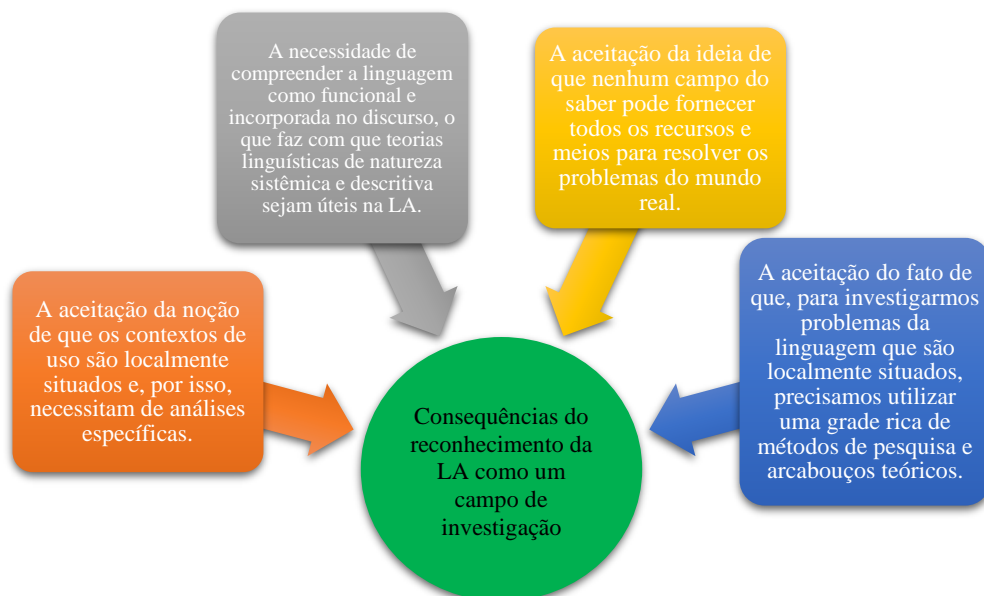 A necessidade de
compreender a linguagem
como funcional e
incorporada no discurso, o
que faz com que teorias
linguísticas de natureza
sistêmica e descritiva
sejam úteis na LA.
A aceitação da ideia de
que nenhum campo do
saber pode fornecer
todos os recursos e
meios para resolver os
problemas do mundo
real.
A aceitação da noção
de que os contextos de
uso são localmente
situados e, por isso,
necessitam de análises
específicas.
A aceitação do fato de
que, para investigarmos
problemas da
linguagem que são
localmente situados,
precisamos utilizar
uma grade rica de
métodos de pesquisa e
arcabouços teóricos.
Consequências do
reconhecimento da
LA como um
campo de
investigação